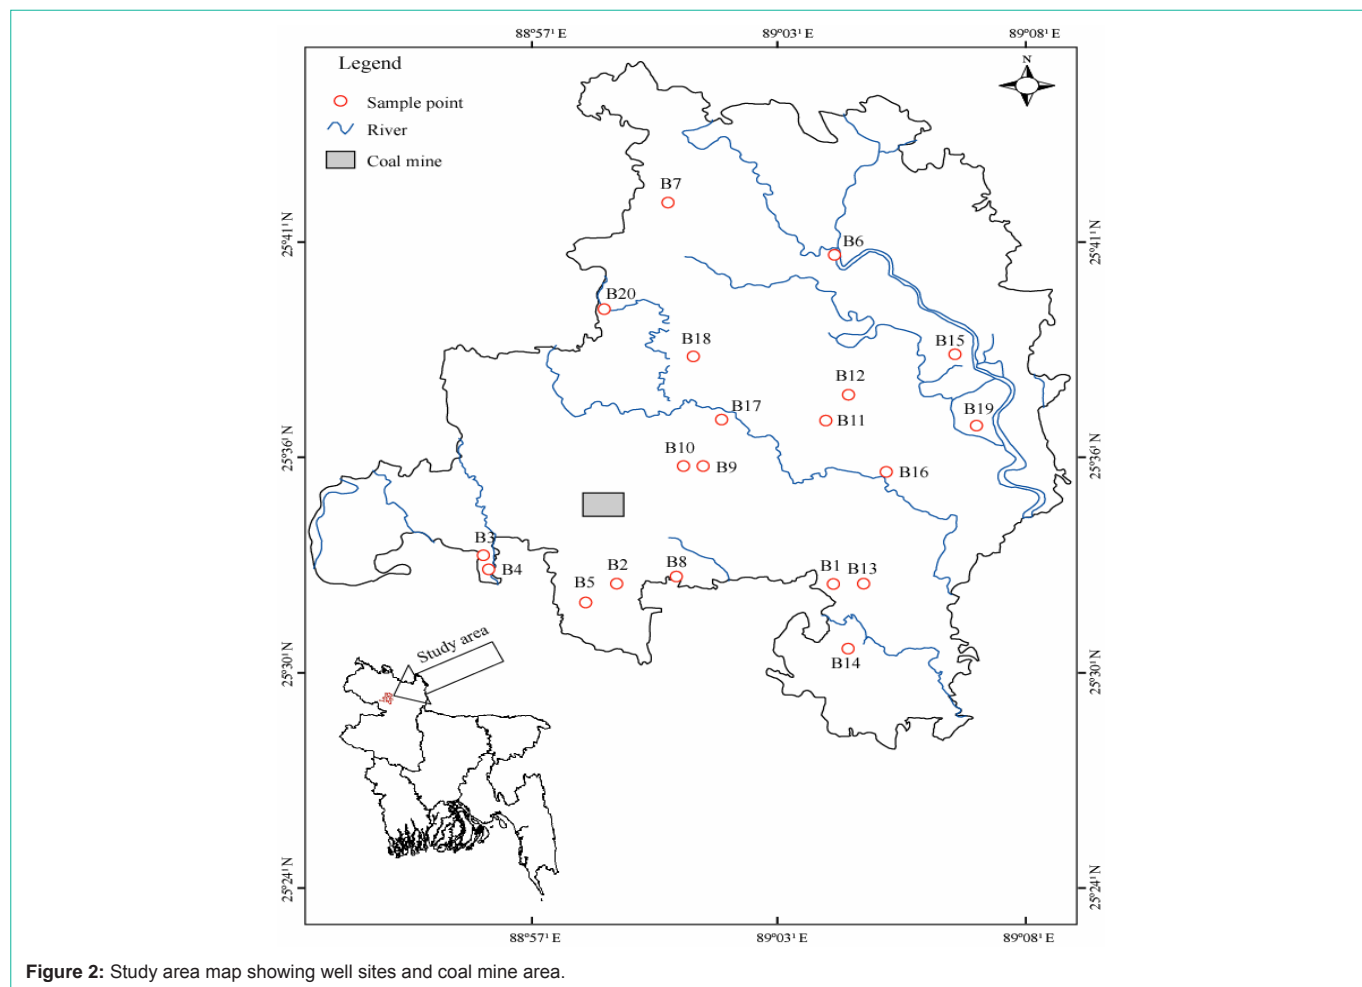 88°57' E 89°03' E 89°08' E
N
Legend
Sample point
River
Coal mine
B7
25°41' N 25°41' N
B6
B20
B18
B15
B12
B17
B11
B19
25°36' N 25°36' N
B10
B9
B16
B3
B4
B5
B2
B8
B1
B13
B14
Study area
25°30' N 25°30' N
25°24' N 25°24' N
88°57' E 89°03' E 89°08' E
Figure 2: Study area map showing well sites and coal mine area.